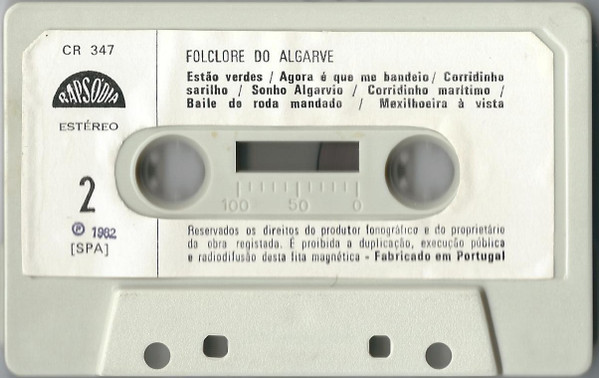 CR 347
RAPSÓDIA
ESTÉREO
2
℗ 1982
[SPA]
FOLCLORE DO ALGARVE
Estão verdes / Agora é que me bandeio / Corridinho
sarilho / Sonho Algarvio / Corridinho marítimo /
Baile de roda mandado / Mexilhoeira à vista
100 50 0
Reservados os direitos do produtor fonográfico e do proprietário
da obra registada. É proibida a duplicação, execução pública
e radiodifusão desta fita magnética - Fabricado em Portugal